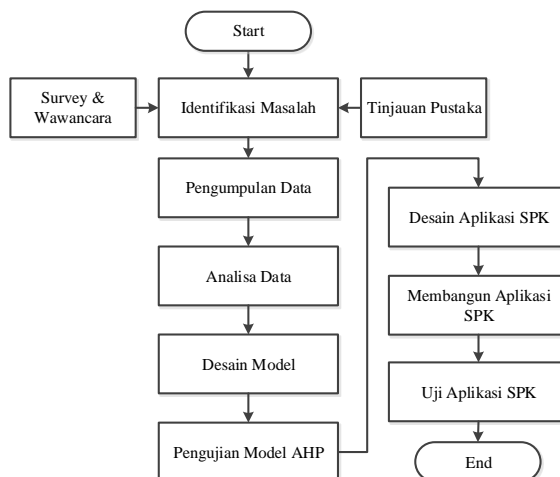 Start
Survey &
Wawancara
Identifikasi Masalah
Tinjauan Pustaka
Pengumpulan Data
Analisa Data
Desain Model
Pengujian Model AHP
Desain Aplikasi SPK
Membangun Aplikasi
SPK
Uji Aplikasi SPK
End